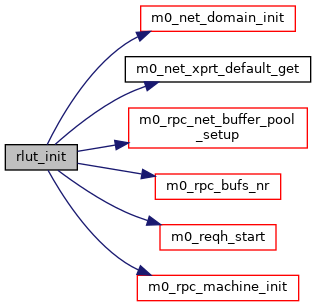 m0_net_domain_init
m0_net_xprt_default_get
m0_rpc_net_buffer_pool
_setup
rlut_init
m0_rpc_bufs_nr
m0_reqh_start
m0_rpc_machine_init